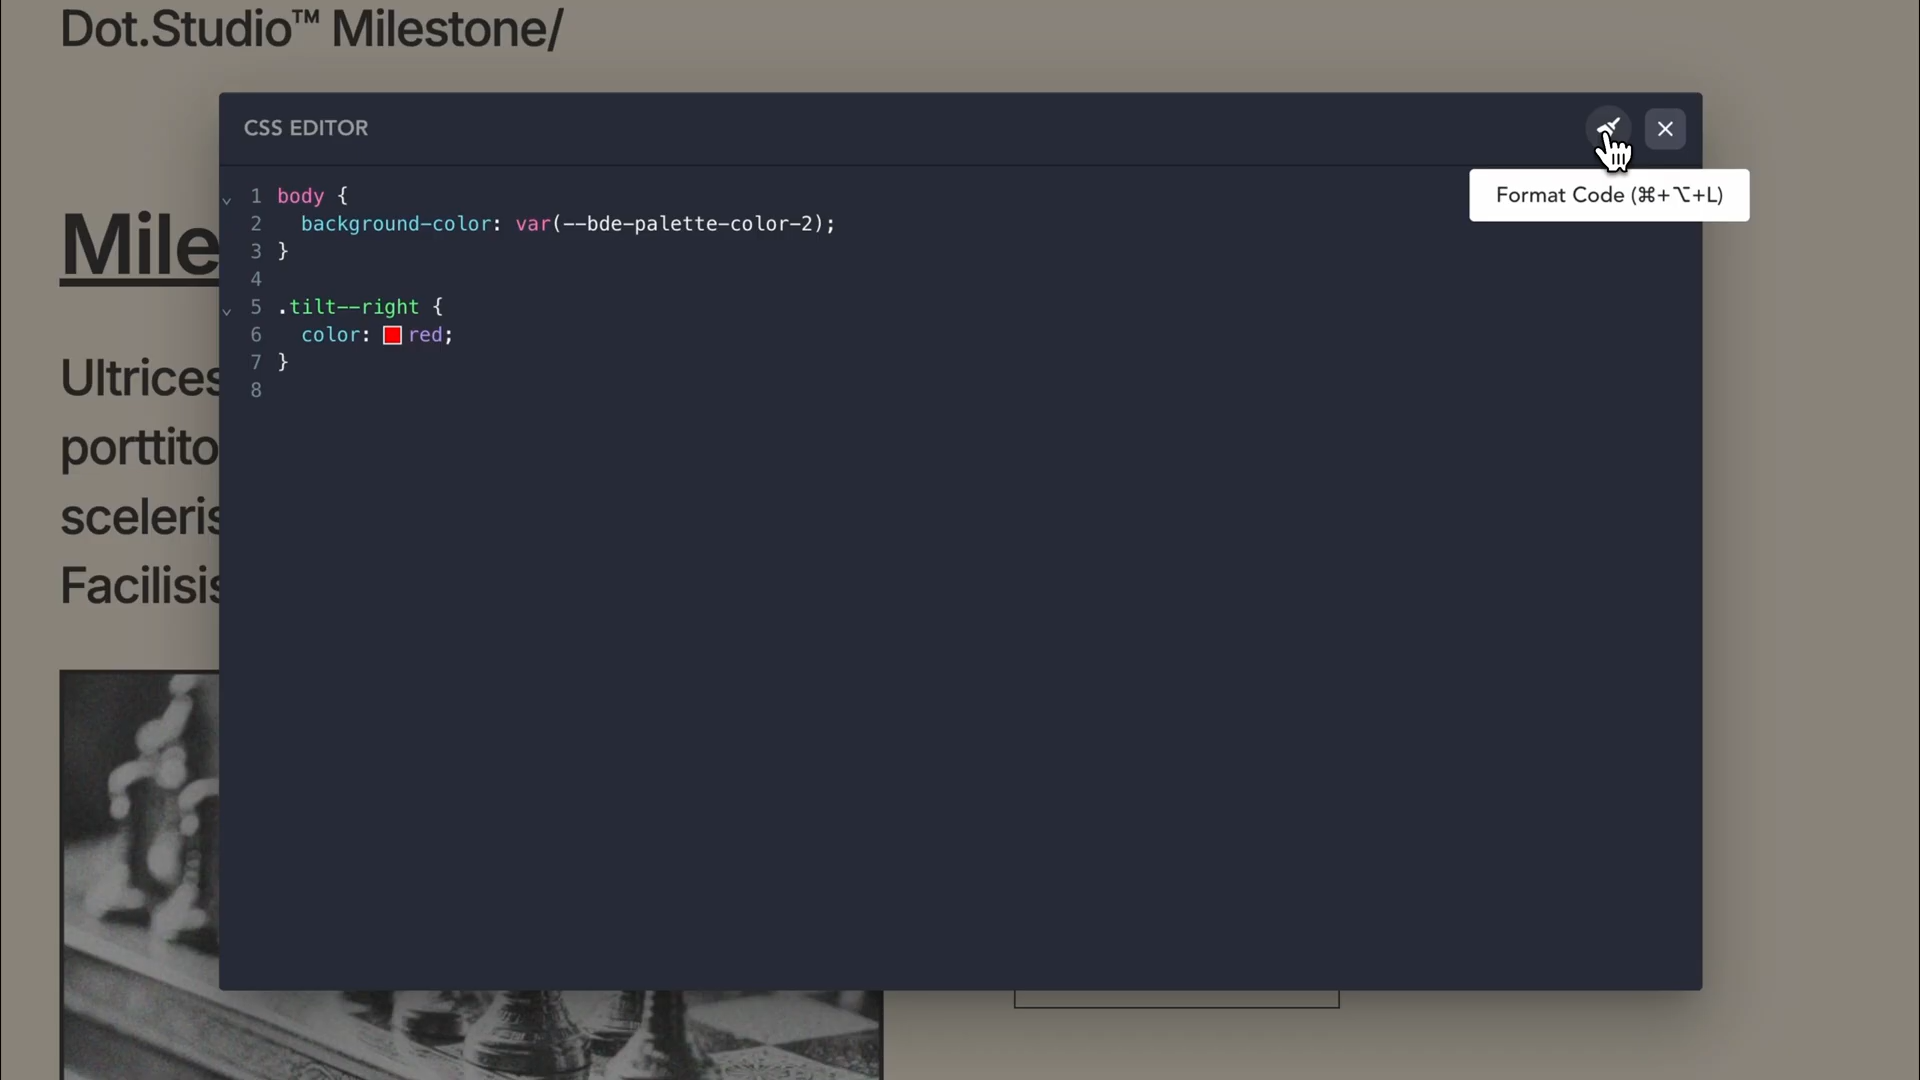 Dot.Studio™ Milestone/
CSS EDITOR
Format Code (⌘+⌥+L)
1 body {
2 background-color: var(--bde-palette-color-2);
3 }
4
5 .tilt--right {
6 color: red;
7 }
8
Mile
Ultrices
porttito
sceleris
Facilisis